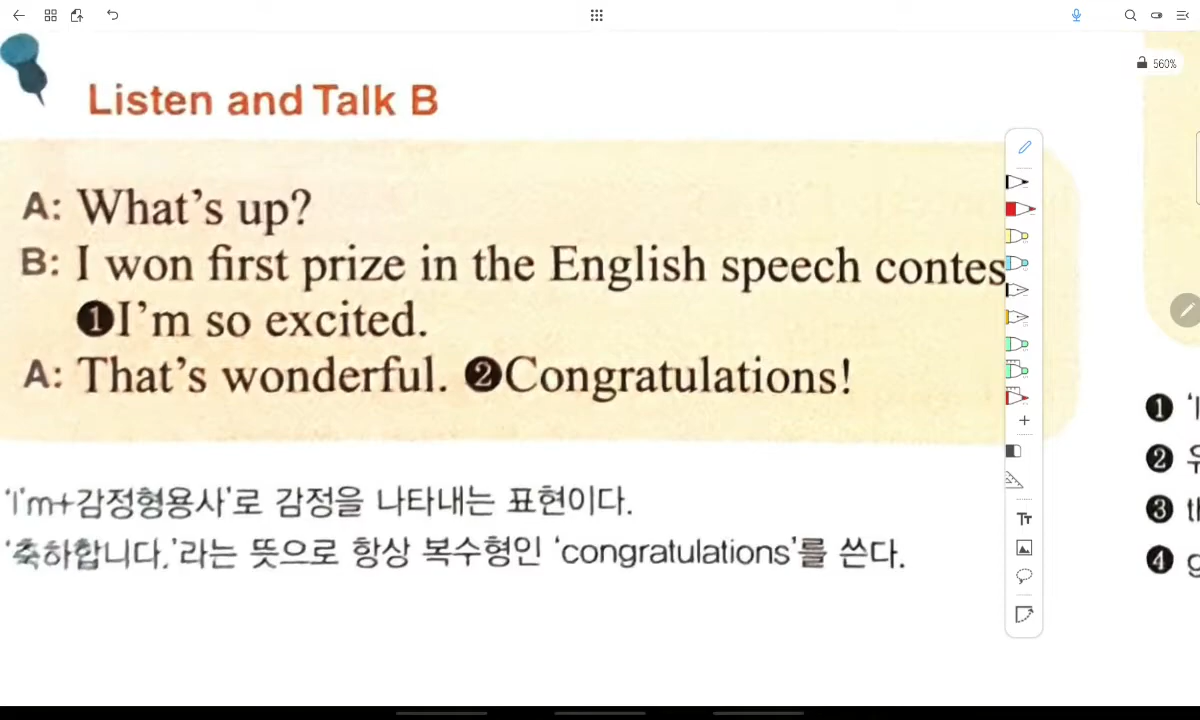 560%
Listen and Talk B
A: What's up?
B: I won first prize in the English speech contes
❶I'm so excited.
A: That's wonderful. ❷Congratulations!
'I'm+감정형용사'로 감정을 나타내는 표현이다.
'축하합니다.'라는 뜻으로 항상 복수형인 'congratulations'를 쓴다.
❶ 'I
❷
❸ th
❹ g
Tт